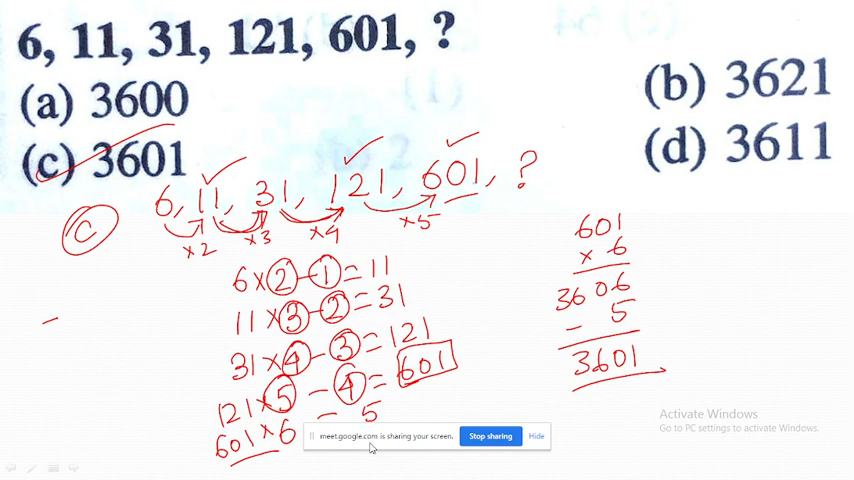 6, 11, 31, 121, 601, ?
(a) 3600
(b) 3621
(c) 3601
(d) 3611
6, 11, 31, 121, 601, ?
×2 ×3 ×4 ×5
C
6×2-1=11
11×3-2=31
31×4-3=121
121×5-4=601
601×6-5
601
×6
3606
-5
3601
meet.google.com is sharing your screen. Stop sharing Hide
Activate Windows
Go to PC settings to activate Windows.